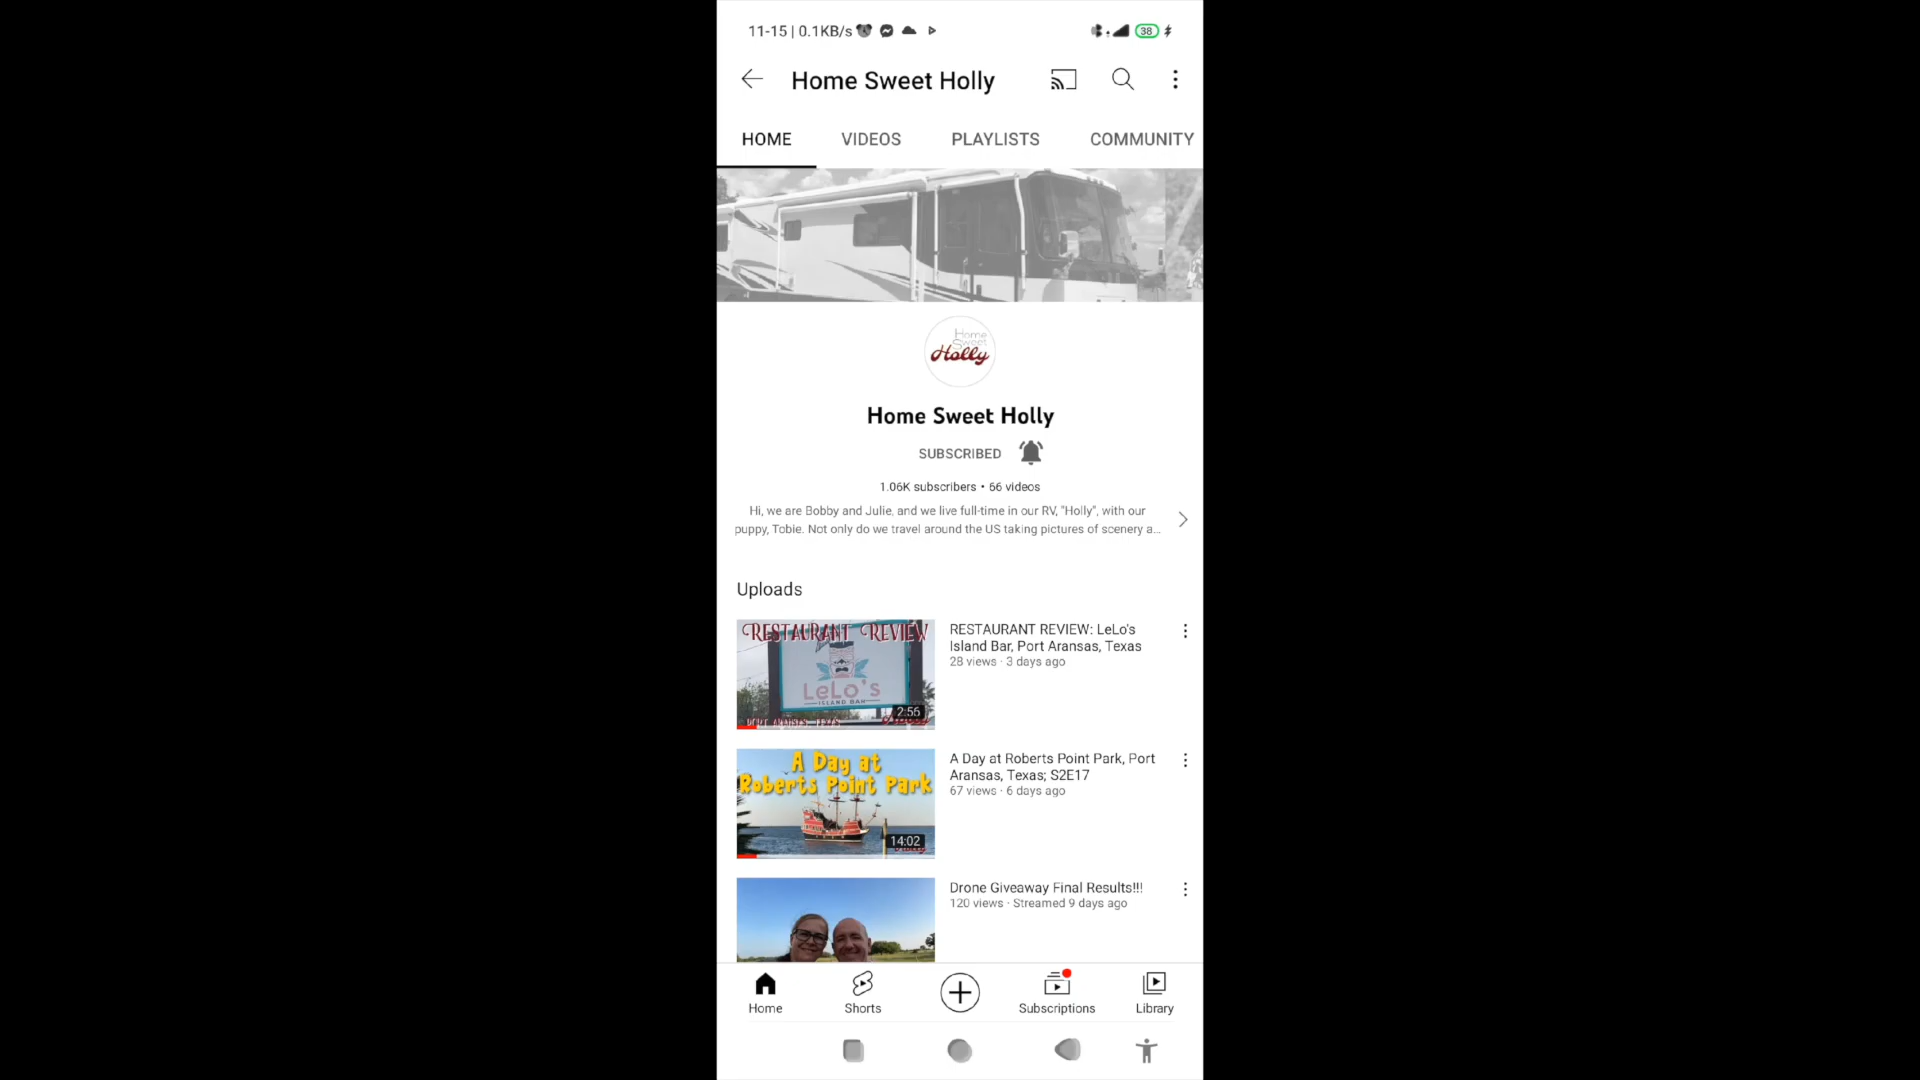 11-15 | 0.1KB/s
38
Home Sweet Holly
HOME VIDEOS PLAYLISTS COMMUNITY
Home
Sweet
Holly
Home Sweet Holly
SUBSCRIBED
1.06K subscribers • 66 videos
Hi, we are Bobby and Julie, and we live full-time in our RV, "Holly", with our
puppy, Tobie. Not only do we travel around the US taking pictures of scenery a...
Uploads
RESTAURANT REVIEW
LeLo's
ISLAND BAR
PORT ARANSAS, TEXAS
2:56
RESTAURANT REVIEW: LeLo's
Island Bar, Port Aransas, Texas
28 views · 3 days ago
A Day at
Roberts Point Park
14:02
A Day at Roberts Point Park, Port
Aransas, Texas; S2E17
67 views · 6 days ago
Drone Giveaway Final Results!!!
120 views · Streamed 9 days ago
Home Shorts Subscriptions Library